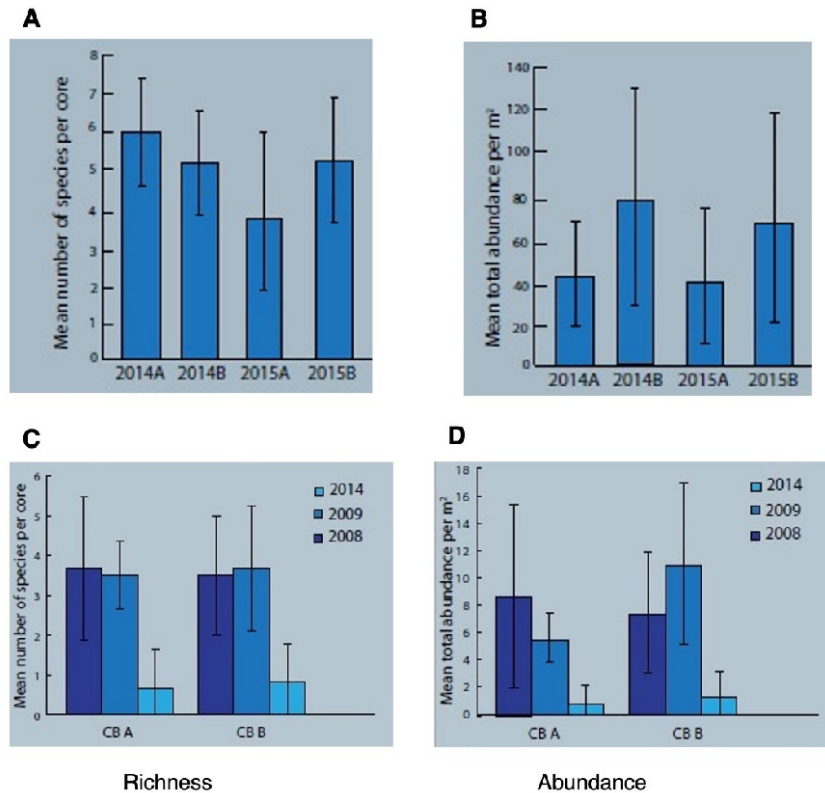 A
Mean number of species per core
8
7
6
5
4
3
2
1
0
2014A 2014B 2015A 2015B
B
Mean total abundance per m²
140
120
100
80
60
40
20
0
2014A 2014B 2015A 2015B
C
Mean number of species per core
6
5
4
3
2
1
0
2014
2009
2008
CB A CB B
Richness
D
Mean total abundance per m²
18
16
14
12
10
8
6
4
2
0
2014
2009
2008
CB A CB B
Abundance